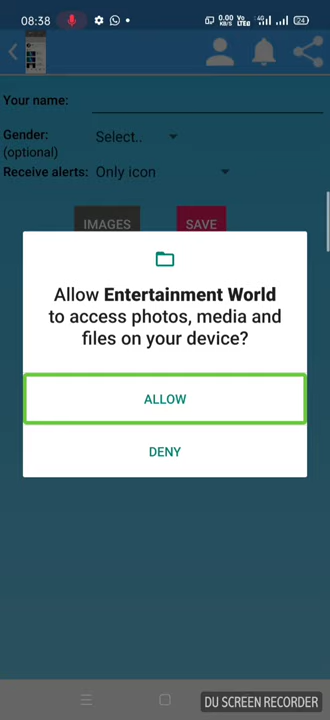 08:38
0.00 KB/S Vo LTE 4G 24
Your name:
Gender:
(optional)
Select..
Receive alerts: Only icon
IMAGES
SAVE
Allow Entertainment World
to access photos, media and
files on your device?
ALLOW
DENY
DU SCREEN RECORDER